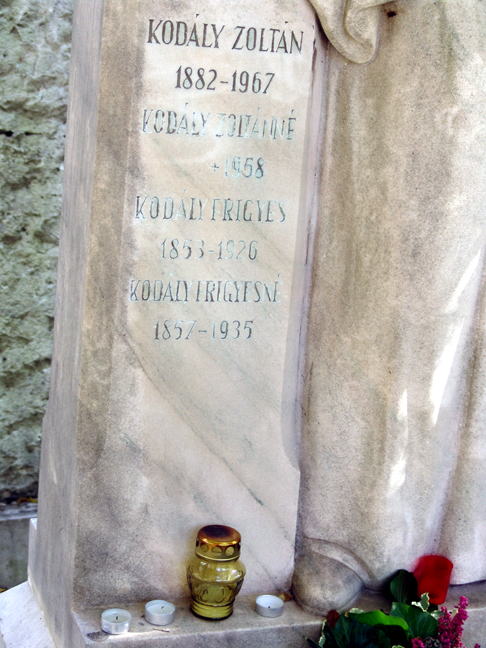 KODÁLY ZOLTÁN
1882-1967
KODÁLY ZOLTÁNNÉ
+1958
KODÁLY FRIGYES
1853-1926
KODÁLY FRIGYESNÉ
1857-1935